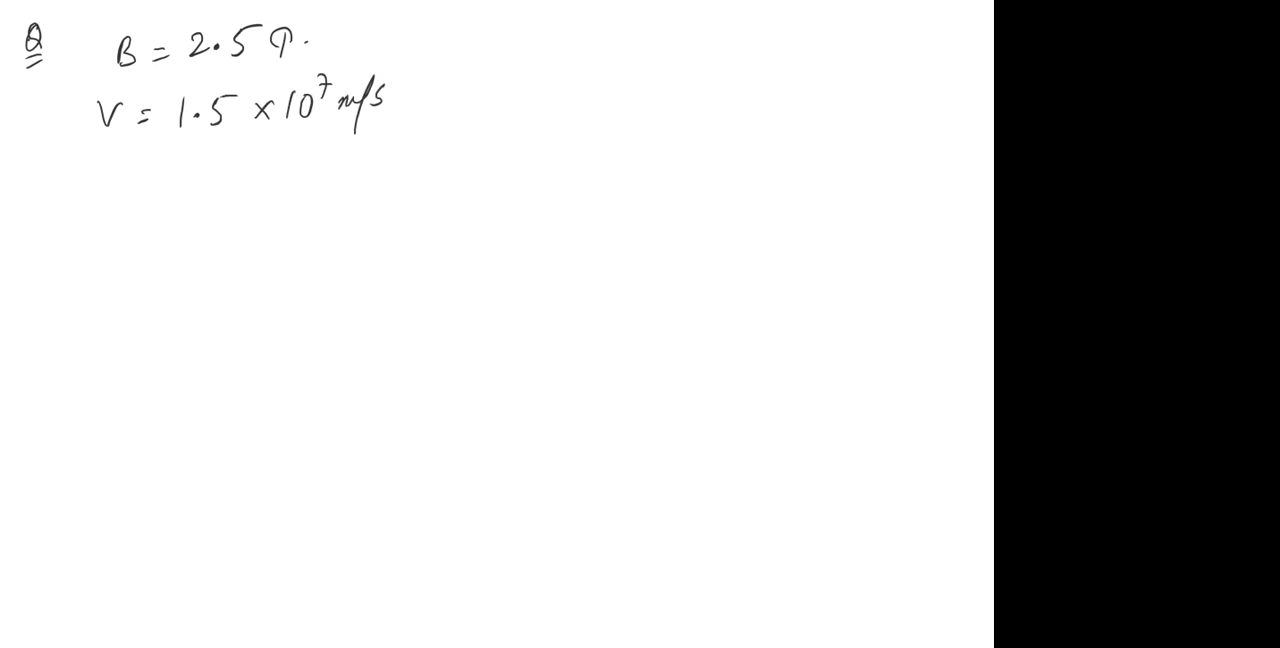 Q B = 2.5 T.
V = 1.5 × 10⁷ m/s